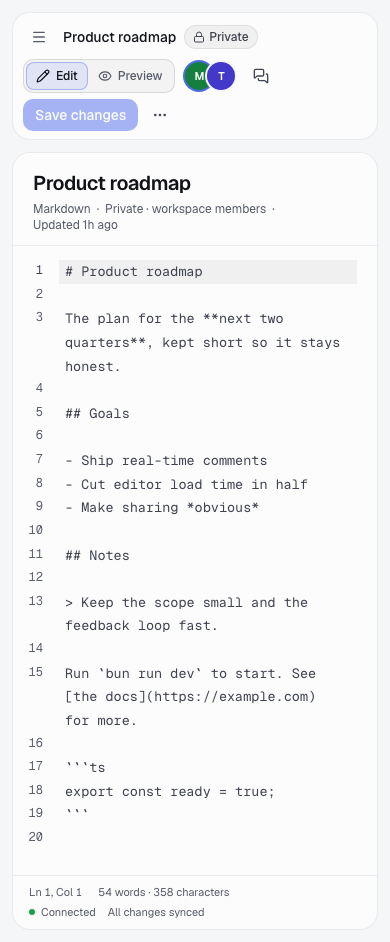 Product roadmap
Private
Edit
Preview
M
T
Save changes
Product roadmap
Markdown · Private · workspace members ·
Updated 1h ago
1 # Product roadmap
2
3 The plan for the **next two
quarters**, kept short so it stays
honest.
4
5 ## Goals
6
7 - Ship real-time comments
8 - Cut editor load time in half
9 - Make sharing *obvious*
10
11 ## Notes
12
13 > Keep the scope small and the
feedback loop fast.
14
15 Run `bun run dev` to start. See
[the docs](https://example.com)
for more.
16
17 ```ts
18 export const ready = true;
19 ```
20
Ln 1, Col 1 54 words · 358 characters
Connected All changes synced